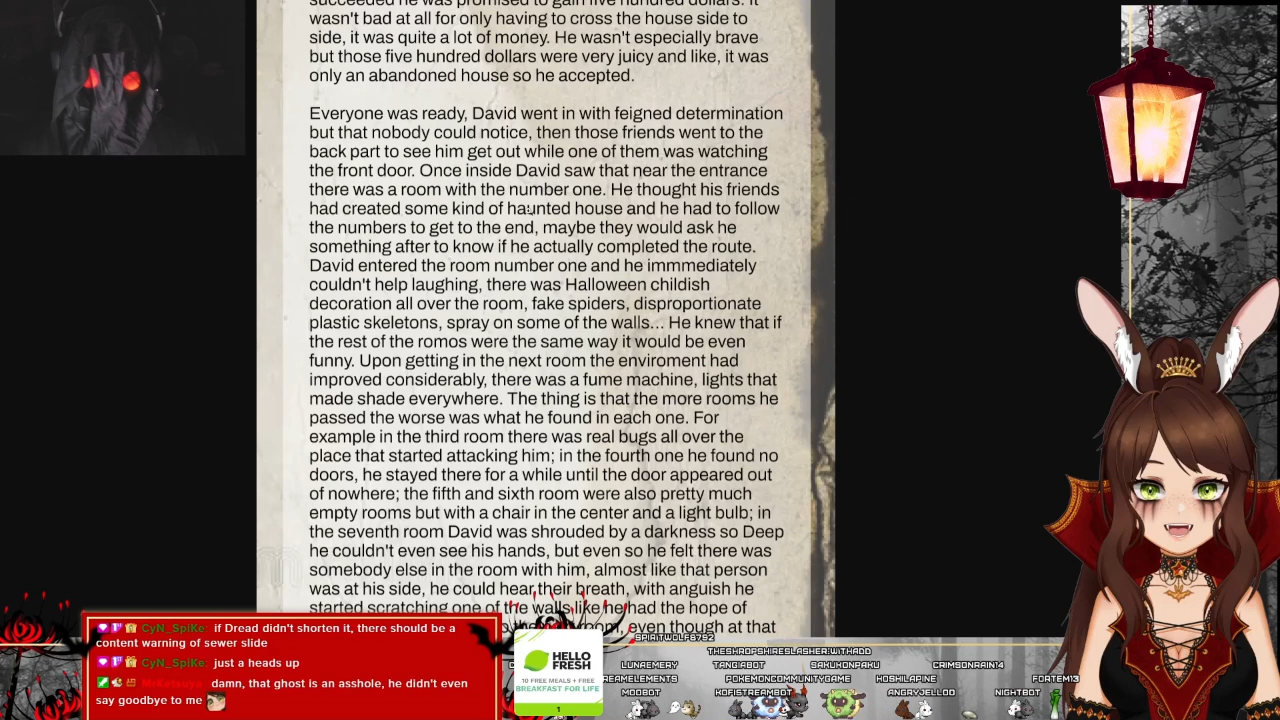 succeeded he was promised to gain five hundred dollars. It
wasn't bad at all for only having to cross the house side to
side, it was quite a lot of money. He wasn't especially brave
but those five hundred dollars were very juicy and like, it was
only an abandoned house so he accepted.
Everyone was ready, David went in with feigned determination
but that nobody could notice, then those friends went to the
back part to see him get out while one of them was watching
the front door. Once inside David saw that near the entrance
there was a room with the number one. He thought his friends
had created some kind of haunted house and he had to follow
the numbers to get to the end, maybe they would ask he
something after to know if he actually completed the route.
David entered the room number one and he immmediately
couldn't help laughing, there was Halloween childish
decoration all over the room, fake spiders, disproportionate
plastic skeletons, spray on some of the walls... He knew that if
the rest of the romos were the same way it would be even
funny. Upon getting in the next room the enviroment had
improved considerably, there was a fume machine, lights that
made shade everywhere. The thing is that the more rooms he
passed the worse was what he found in each one. For
example in the third room there was real bugs all over the
place that started attacking him; in the fourth one he found no
doors, he stayed there for a while until the door appeared out
of nowhere; the fifth and sixth room were also pretty much
empty rooms but with a chair in the center and a light bulb; in
the seventh room David was shrouded by a darkness so Deep
he couldn't even see his hands, but even so he felt there was
somebody else in the room with him, almost like that person
was at his side, he could hear their breath, with anguish he
started scratching one of the walls like he had the hope of
room, even though at that
CyN_SpiKe: if Dread didn't shorten it, there should be a
content warning of sewer slide
CyN_SpiKe: just a heads up
MiKetsuya: damn, that ghost is an asshole, he didn't even
say goodbye to me
HELLO
FRESH
10 FREE MEALS + FREE
BREAKFAST FOR LIFE
1
SPIRITWOLF8792
THESHROPSHIRESLASHER:WITHADD
LUNAEMERY TANGIABOT SAKUKONPAKU CRIMSONRAIN14
REAMELEMENTS POKEMONCOMMUNITYGAME HOSHILAPINE FORTEM13
MODBOT KOFISTREAMBOT ANGRYJELLOO NIGHTBOT